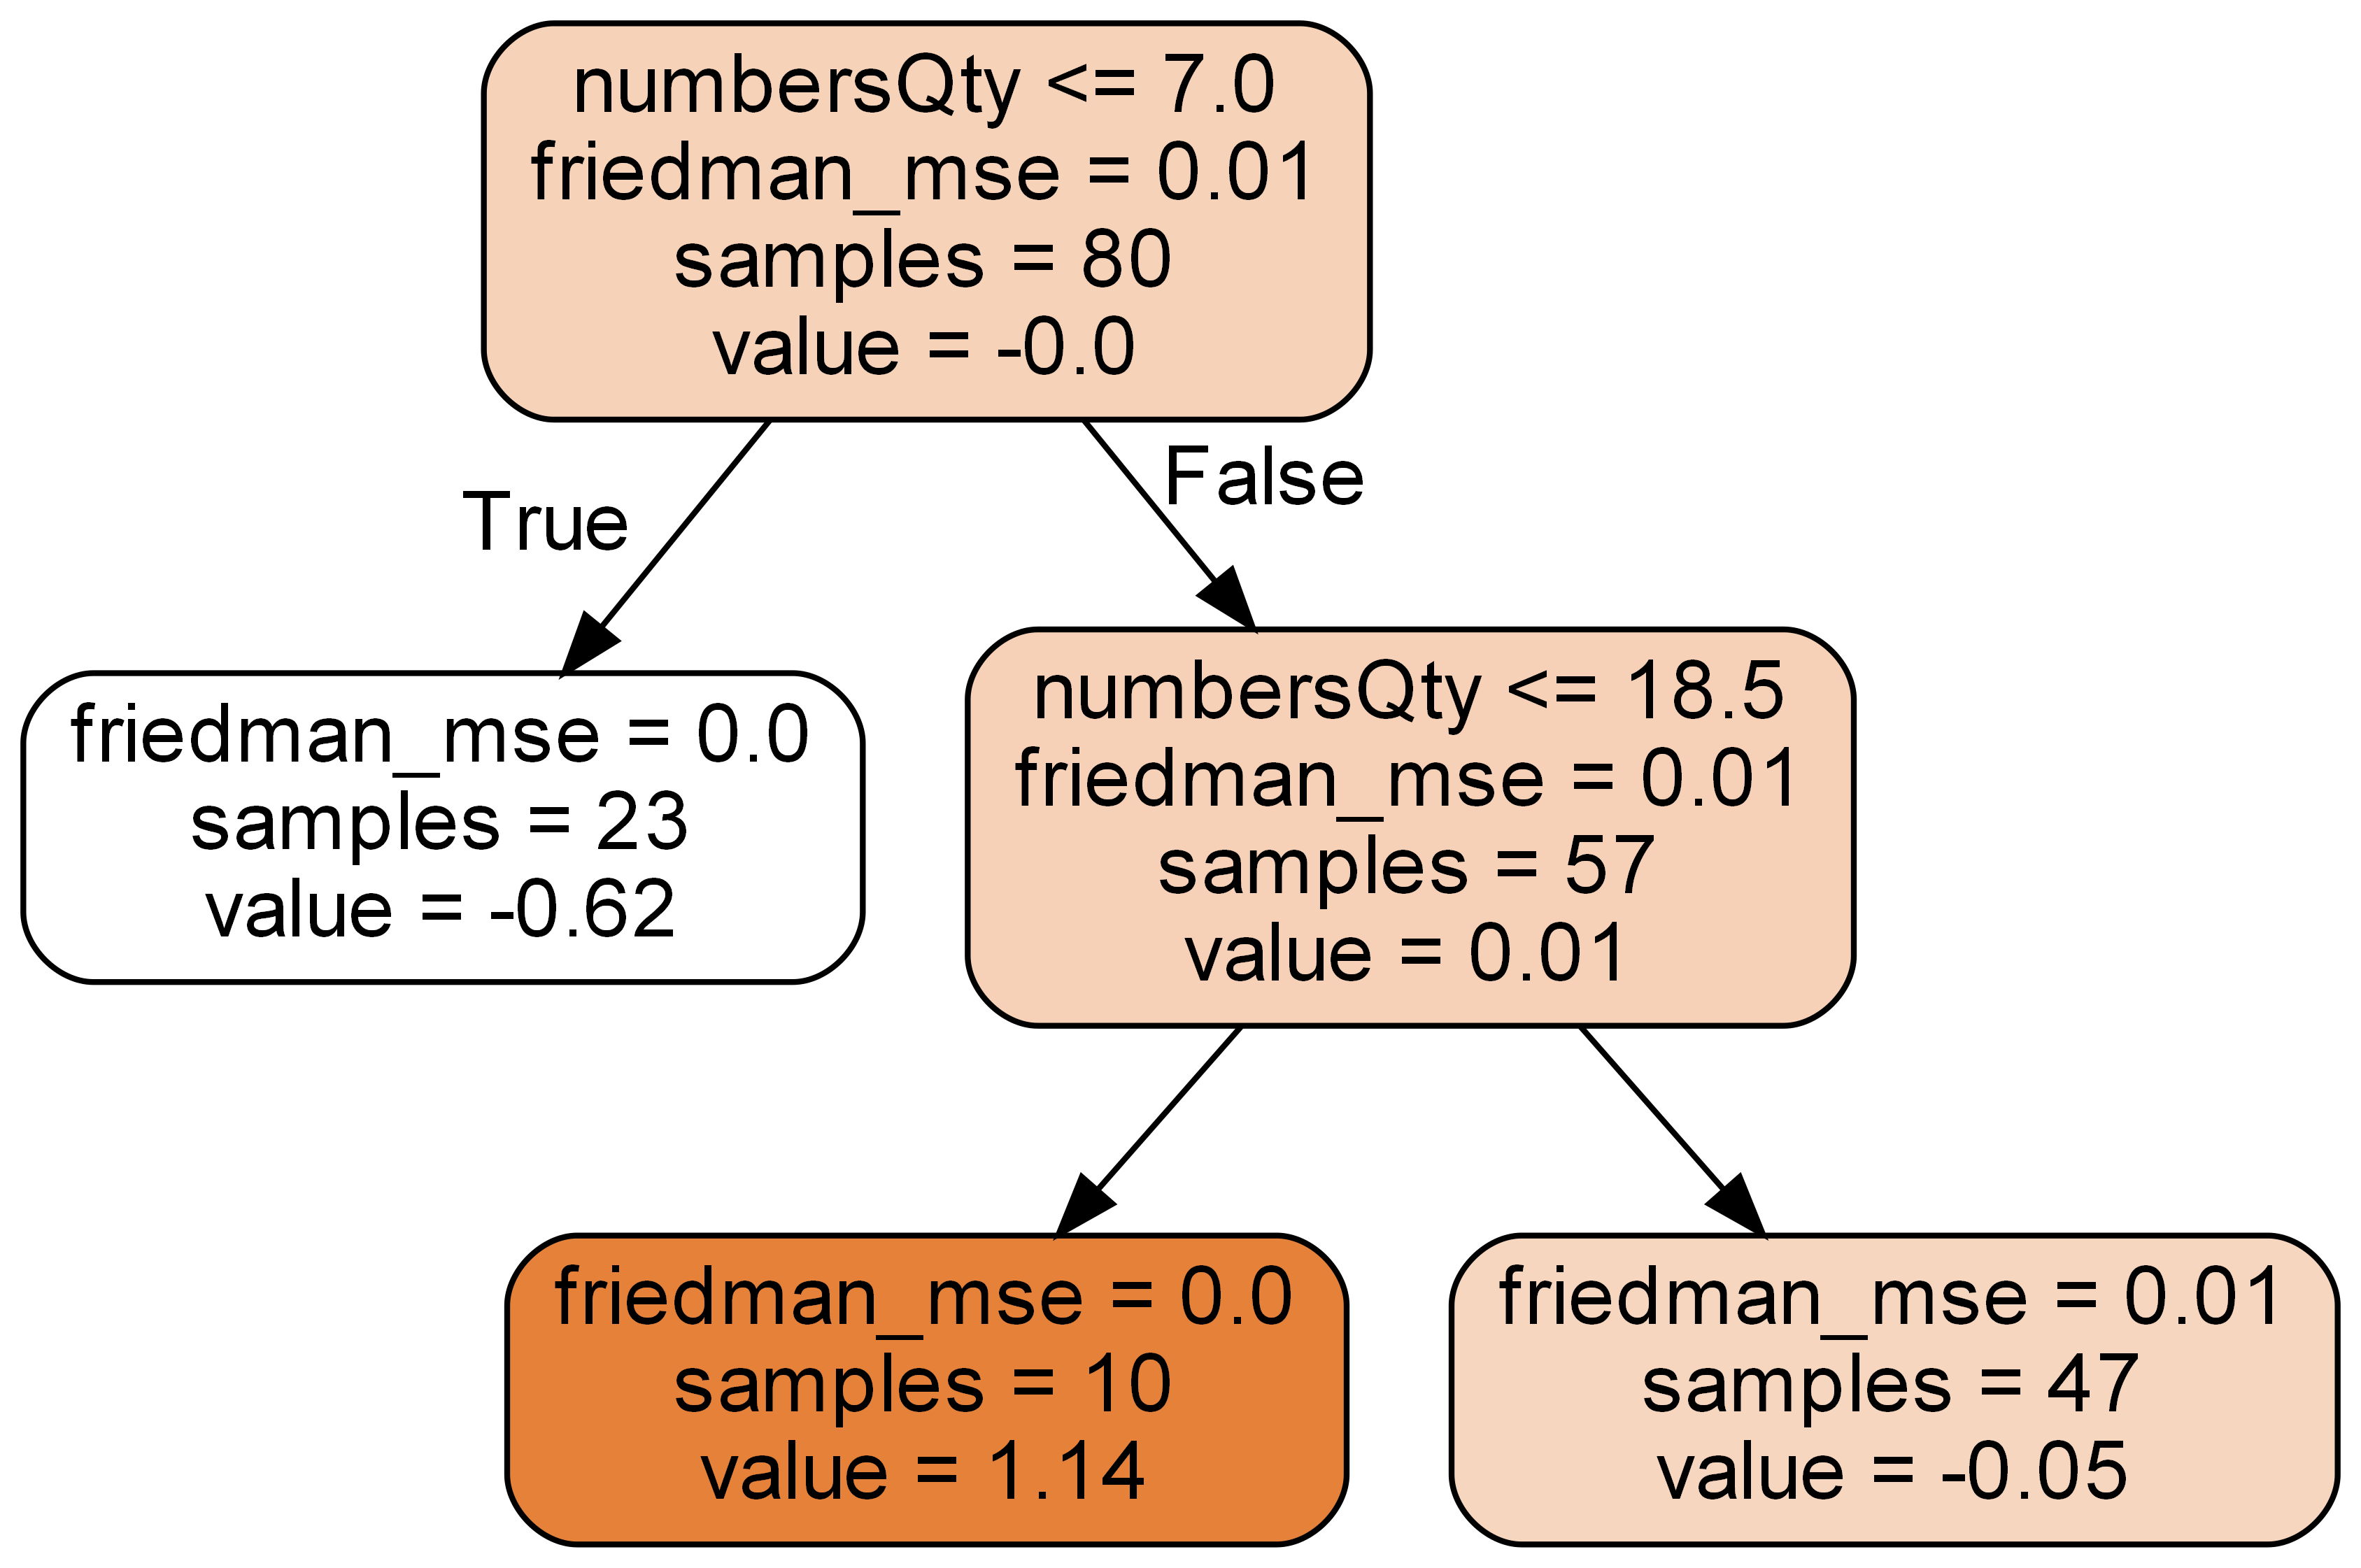 numbersQty <= 7.0
friedman_mse = 0.01
samples = 80
value = -0.0
True
False
friedman_mse = 0.0
samples = 23
value = -0.62
numbersQty <= 18.5
friedman_mse = 0.01
samples = 57
value = 0.01
friedman_mse = 0.0
samples = 10
value = 1.14
friedman_mse = 0.01
samples = 47
value = -0.05